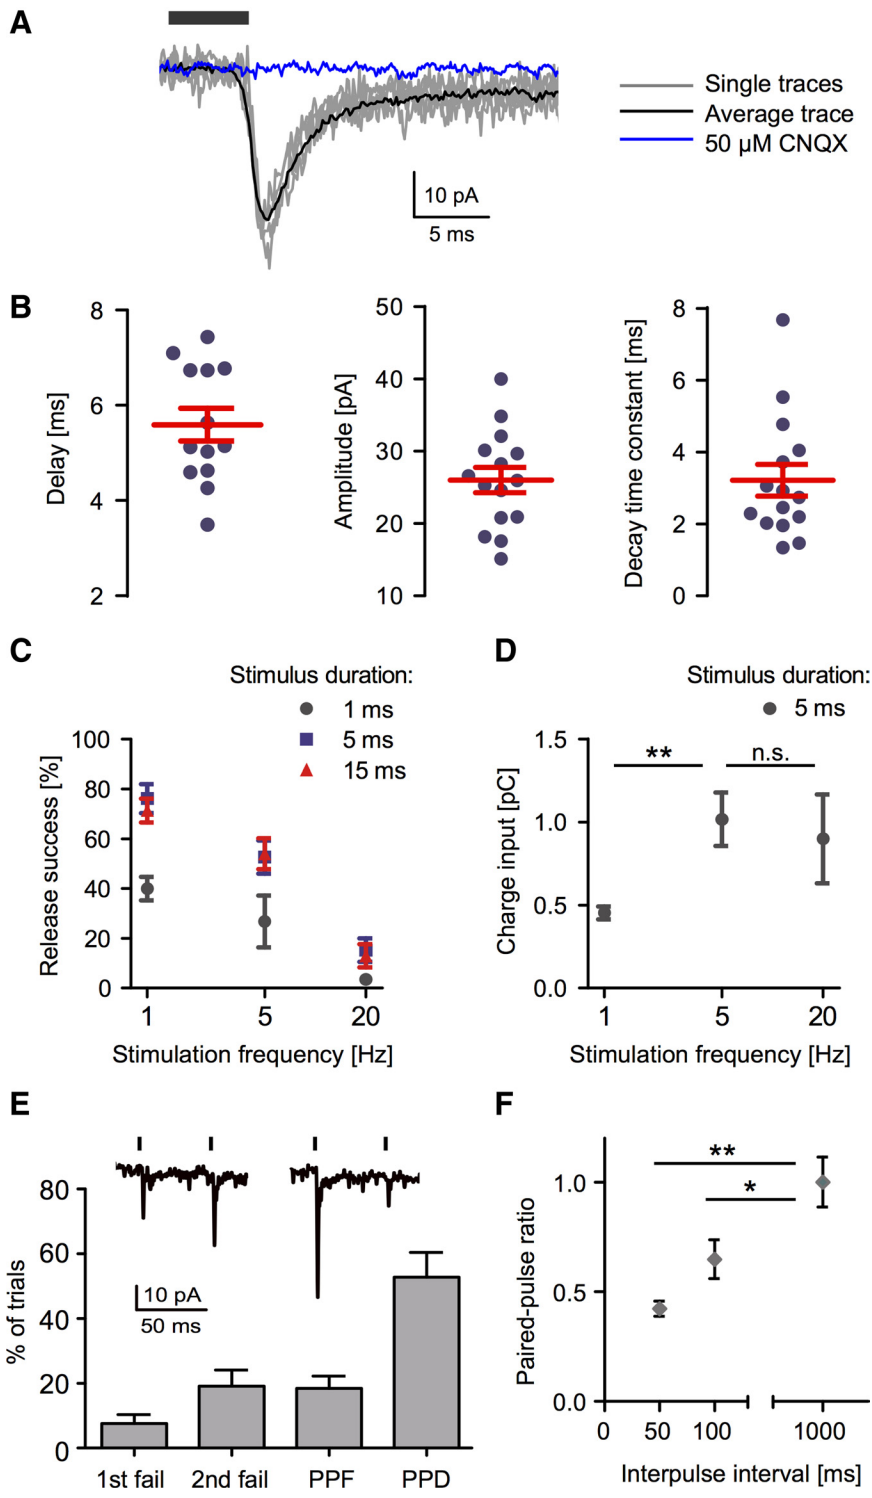 A
Single traces
Average trace
50 µM CNQX
10 pA
5 ms
B
8
6
4
2
Delay [ms]
50
40
30
20
10
Amplitude [pA]
8
6
4
2
0
Decay time constant [ms]
C
Stimulus duration:
1 ms
5 ms
15 ms
100
80
60
40
20
0
Release success [%]
1 5 20
Stimulation frequency [Hz]
D
Stimulus duration:
5 ms
** n.s.
1.5
1.0
0.5
0.0
Charge input [pC]
1 5 20
Stimulation frequency [Hz]
E
80
60
40
20
0
% of trials
10 pA
50 ms
1st fail 2nd fail PPF PPD
F
**
*
1.0
0.5
0.0
Paired-pulse ratio
0 50 100 1000
Interpulse interval [ms]